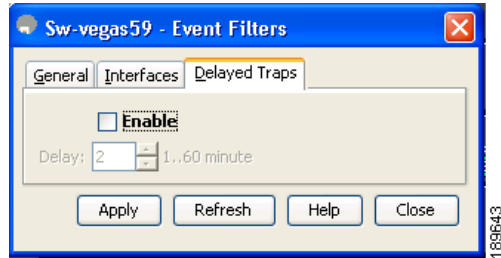 Sw-vegas59 - Event Filters
General Interfaces Delayed Traps
Enable
Delay: 2 1..60 minute
Apply Refresh Help Close
189643